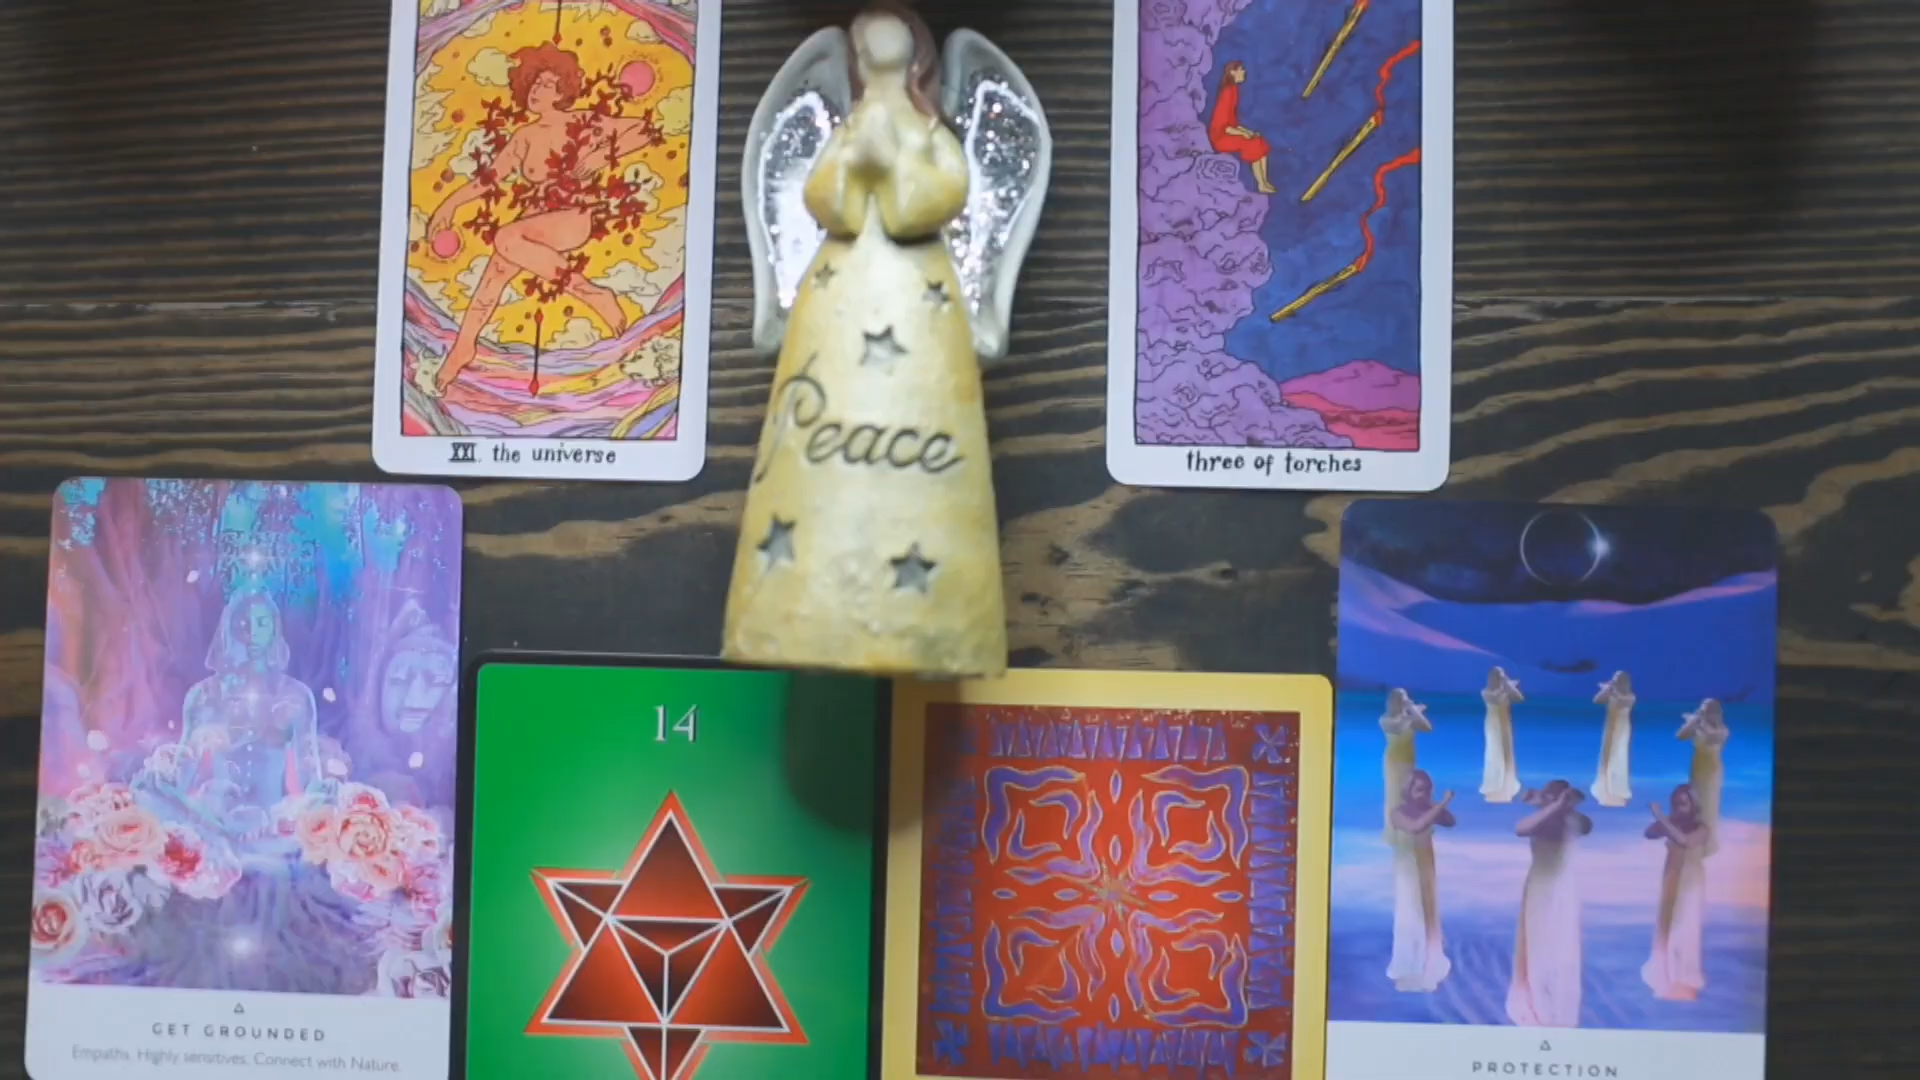 XXI. the universe
three of torches
Peace
14
GET GROUNDED
Empaths. Highly sensitives. Connect with Nature.
PROTECTION